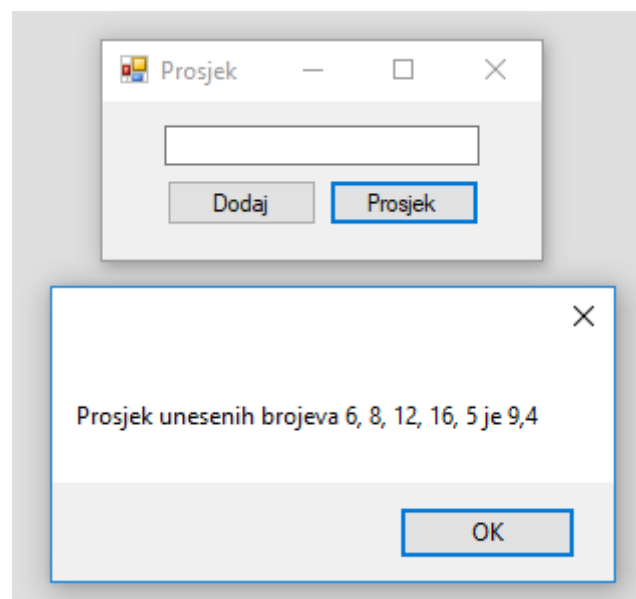 Prosjek
Dodaj Prosjek
Prosjek unesenih brojeva 6, 8, 12, 16, 5 je 9,4
OK